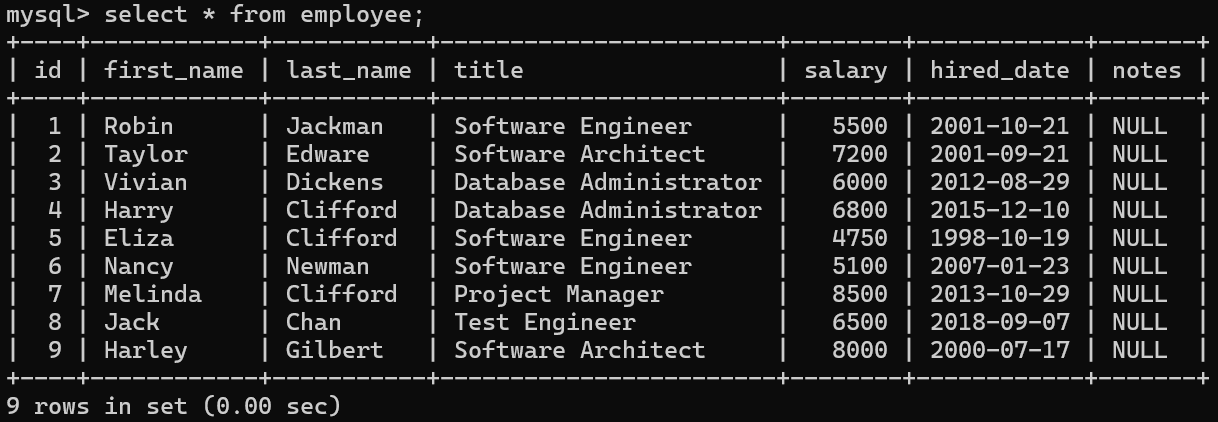 mysql> select * from employee;
+----+------------+-----------+------------------------+--------+------------+-------+
| id | first_name | last_name | title                  | salary | hired_date | notes |
+----+------------+-----------+------------------------+--------+------------+-------+
|  1 | Robin      | Jackman   | Software Engineer      |   5500 | 2001-10-21 | NULL  |
|  2 | Taylor     | Edware    | Software Architect     |   7200 | 2001-09-21 | NULL  |
|  3 | Vivian     | Dickens   | Database Administrator |   6000 | 2012-08-29 | NULL  |
|  4 | Harry      | Clifford  | Database Administrator |   6800 | 2015-12-10 | NULL  |
|  5 | Eliza      | Clifford  | Software Engineer      |   4750 | 1998-10-19 | NULL  |
|  6 | Nancy      | Newman    | Software Engineer      |   5100 | 2007-01-23 | NULL  |
|  7 | Melinda    | Clifford  | Project Manager        |   8500 | 2013-10-29 | NULL  |
|  8 | Jack       | Chan      | Test Engineer          |   6500 | 2018-09-07 | NULL  |
|  9 | Harley     | Gilbert   | Software Architect     |   8000 | 2000-07-17 | NULL  |
+----+------------+-----------+------------------------+--------+------------+-------+
9 rows in set (0.00 sec)